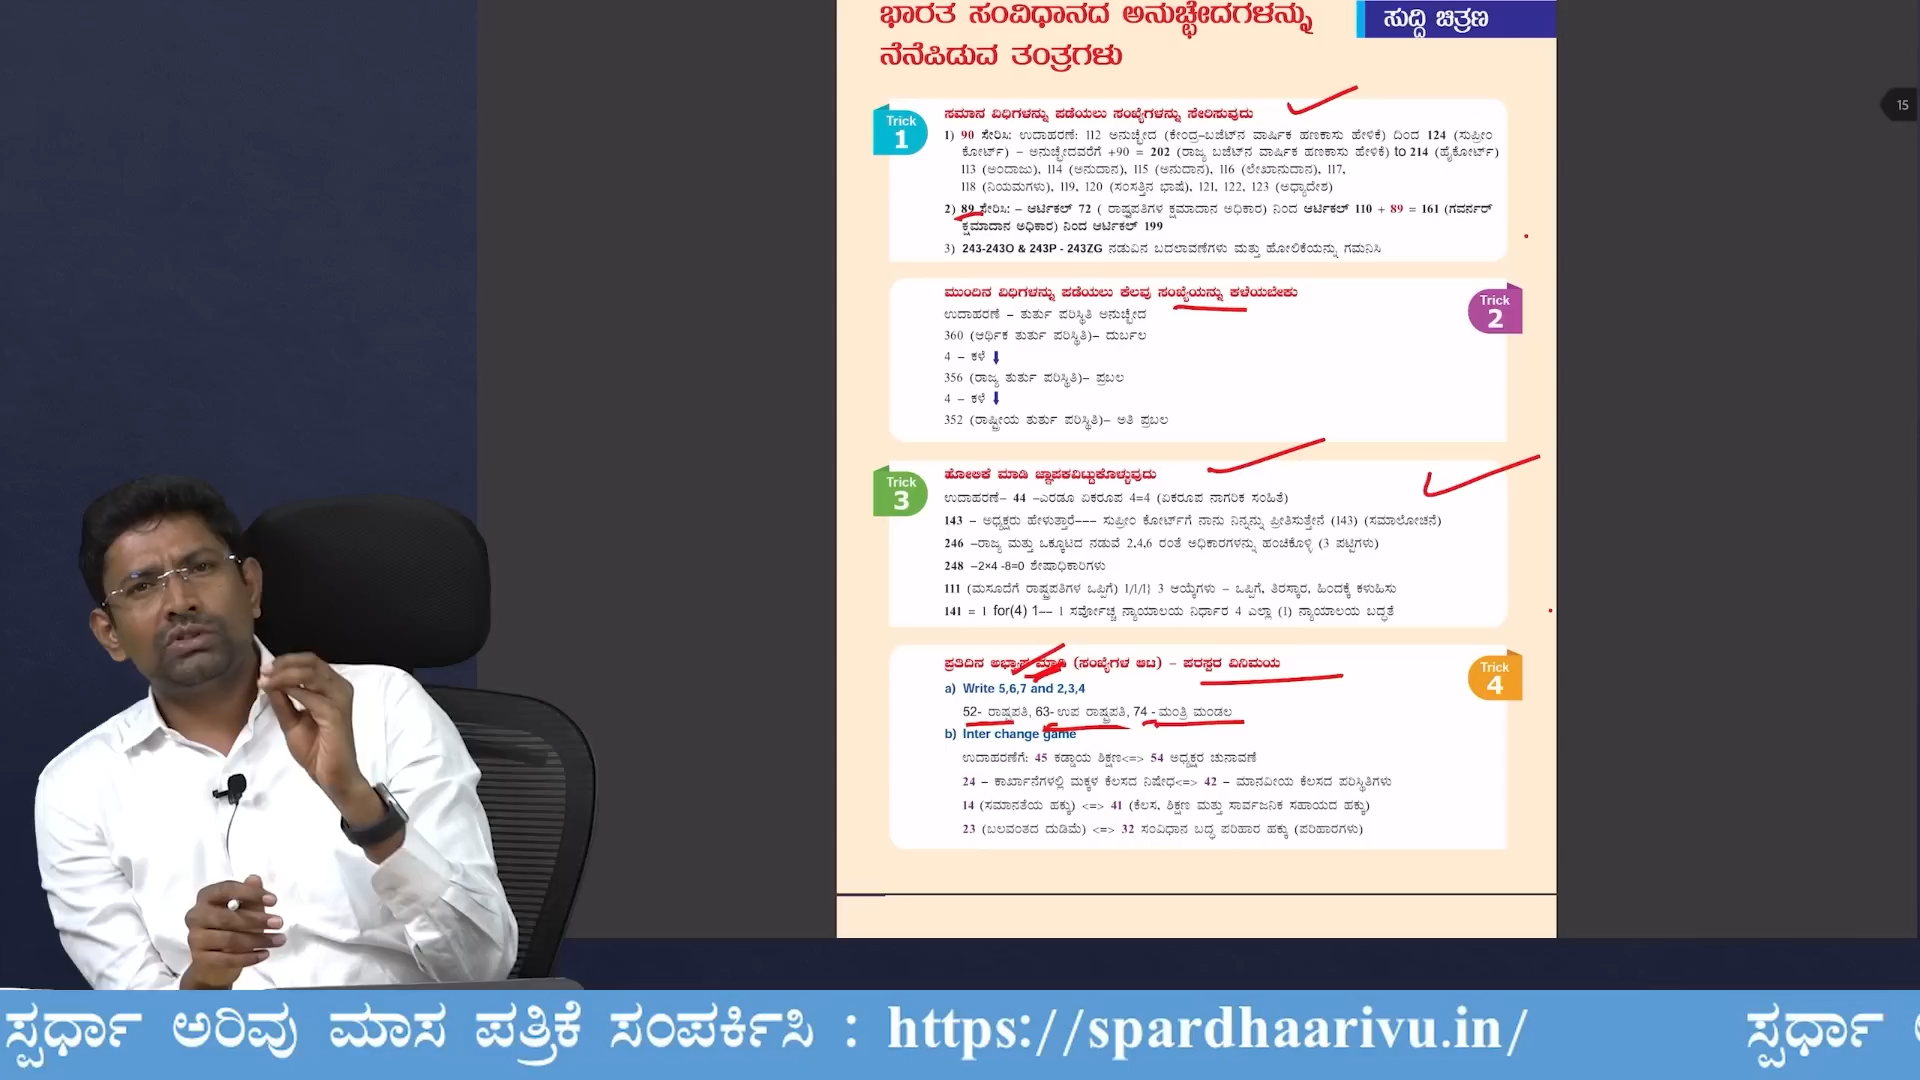 ಭಾರತ ಸಂವಿಧಾನದ ಅನುಚ್ಛೇದಗಳನ್ನು
ನೆನೆಪಿಡುವ ತಂತ್ರಗಳು
ಸುದ್ದಿ ಚಿತ್ರಣ
15
Trick
1
ಸಮಾನ ವಿಧಿಗಳನ್ನು ಪಡೆಯಲು ಸಂಖ್ಯೆಗಳನ್ನು ಸೇರಿಸುವುದು
1) 90 ಸೇರಿಸಿ: ಉದಾಹರಣೆ: 112 ಅನುಚ್ಛೇದ (ಕೇಂದ್ರ-ಬಜೆಟ್‌ನ ವಾರ್ಷಿಕ ಹಣಕಾಸು ಹೇಳಿಕೆ) ದಿಂದ 124 (ಸುಪ್ರೀಂ
ಕೋರ್ಟ್) – ಅನುಚ್ಛೇದವರೆಗೆ +90 = 202 (ರಾಜ್ಯ ಬಜೆಟ್‌ನ ವಾರ್ಷಿಕ ಹಣಕಾಸು ಹೇಳಿಕೆ) to 214 (ಹೈಕೋರ್ಟ್)
113 (ಅಂದಾಜು), 114 (ಅನುದಾನ), 115 (ಅನುದಾನ), 116 (ಲೇಖಾನುದಾನ), 117,
118 (ನಿಯಮಗಳು), 119, 120 (ಸಂಸತ್ತಿನ ಭಾಷೆ), 121, 122, 123 (ಅಧ್ಯಾದೇಶ)
2) 89 ಸೇರಿಸಿ: – ಆರ್ಟಿಕಲ್ 72 ( ರಾಷ್ಟ್ರಪತಿಗಳ ಕ್ಷಮಾದಾನ ಅಧಿಕಾರ) ನಿಂದ ಆರ್ಟಿಕಲ್ 110 + 89 = 161 (ಗವರ್ನರ್
ಕ್ಷಮಾದಾನ ಅಧಿಕಾರ) ನಿಂದ ಆರ್ಟಿಕಲ್ 199
3) 243-243O & 243P - 243ZG ನಡುವಿನ ಬದಲಾವಣೆಗಳು ಮತ್ತು ಹೋಲಿಕೆಯನ್ನು ಗಮನಿಸಿ
Trick
2
ಮುಂದಿನ ವಿಧಿಗಳನ್ನು ಪಡೆಯಲು ಕೆಲವು ಸಂಖ್ಯೆಯನ್ನು ಕಳೆಯಬೇಕು
ಉದಾಹರಣೆ – ತುರ್ತು ಪರಿಸ್ಥಿತಿ ಅನುಚ್ಛೇದ
360 (ಆರ್ಥಿಕ ತುರ್ತು ಪರಿಸ್ಥಿತಿ)– ದುರ್ಬಲ
4 – ಕಳೆ ⬇
356 (ರಾಜ್ಯ ತುರ್ತು ಪರಿಸ್ಥಿತಿ)– ಪ್ರಬಲ
4 – ಕಳೆ ⬇
352 (ರಾಷ್ಟ್ರೀಯ ತುರ್ತು ಪರಿಸ್ಥಿತಿ)– ಅತಿ ಪ್ರಬಲ
Trick
3
ಹೋಲಿಕೆ ಮಾಡಿ ಜ್ಞಾಪಕವಿಟ್ಟುಕೊಳ್ಳುವುದು
ಉದಾಹರಣೆ– 44 –ಎರಡೂ ಏಕರೂಪ 4=4 (ಏಕರೂಪ ನಾಗರಿಕ ಸಂಹಿತೆ)
143 – ಅಧ್ಯಕ್ಷರು ಹೇಳುತ್ತಾರೆ––– ಸುಪ್ರೀಂ ಕೋರ್ಟ್‌ಗೆ ನಾನು ನಿನ್ನನ್ನು ಪ್ರೀತಿಸುತ್ತೇನೆ (143) (ಸಮಾಲೋಚನೆ)
246 –ರಾಜ್ಯ ಮತ್ತು ಒಕ್ಕೂಟದ ನಡುವೆ 2,4,6 ರಂತೆ ಅಧಿಕಾರಗಳನ್ನು ಹಂಚಿಕೊಳ್ಳಿ (3 ಪಟ್ಟಿಗಳು)
248 –2×4 -8=0 ಶೇಷಾಧಿಕಾರಿಗಳು
111 (ಮಸೂದೆಗೆ ರಾಷ್ಟ್ರಪತಿಗಳ ಒಪ್ಪಿಗೆ) 1/1/1} 3 ಆಯ್ಕೆಗಳು – ಒಪ್ಪಿಗೆ, ತಿರಸ್ಕಾರ, ಹಿಂದಕ್ಕೆ ಕಳುಹಿಸು
141 = 1 for(4) 1–– 1 ಸರ್ವೋಚ್ಚ ನ್ಯಾಯಾಲಯ ನಿರ್ಧಾರ 4 ಎಲ್ಲಾ (1) ನ್ಯಾಯಾಲಯ ಬದ್ಧತೆ
Trick
4
ಪ್ರತಿದಿನ ಅಭ್ಯಾಸ ಮಾಡಿ (ಸಂಖ್ಯೆಗಳ ಆಟ) – ಪರಸ್ಪರ ವಿನಿಮಯ
a) Write 5,6,7 and 2,3,4
52- ರಾಷ್ಟ್ರಪತಿ, 63- ಉಪ ರಾಷ್ಟ್ರಪತಿ, 74 - ಮಂತ್ರಿ ಮಂಡಲ
b) Inter change game
ಉದಾಹರಣೆಗೆ: 45 ಕಡ್ಡಾಯ ಶಿಕ್ಷಣ<=> 54 ಅಧ್ಯಕ್ಷರ ಚುನಾವಣೆ
24 – ಕಾರ್ಖಾನೆಗಳಲ್ಲಿ ಮಕ್ಕಳ ಕೆಲಸದ ನಿಷೇಧ<=> 42 – ಮಾನವೀಯ ಕೆಲಸದ ಪರಿಸ್ಥಿತಿಗಳು
14 (ಸಮಾನತೆಯ ಹಕ್ಕು) <=> 41 (ಕೆಲಸ, ಶಿಕ್ಷಣ ಮತ್ತು ಸಾರ್ವಜನಿಕ ಸಹಾಯದ ಹಕ್ಕು)
23 (ಬಲವಂತದ ದುಡಿಮೆ) <=> 32 ಸಂವಿಧಾನ ಬದ್ಧ ಪರಿಹಾರ ಹಕ್ಕು (ಪರಿಹಾರಗಳು)
ಸ್ಪರ್ಧಾ ಅರಿವು ಮಾಸ ಪತ್ರಿಕೆ ಸಂಪರ್ಕಿಸಿ : https://spardhaarivu.in/ ಸ್ಪರ್ಧಾ